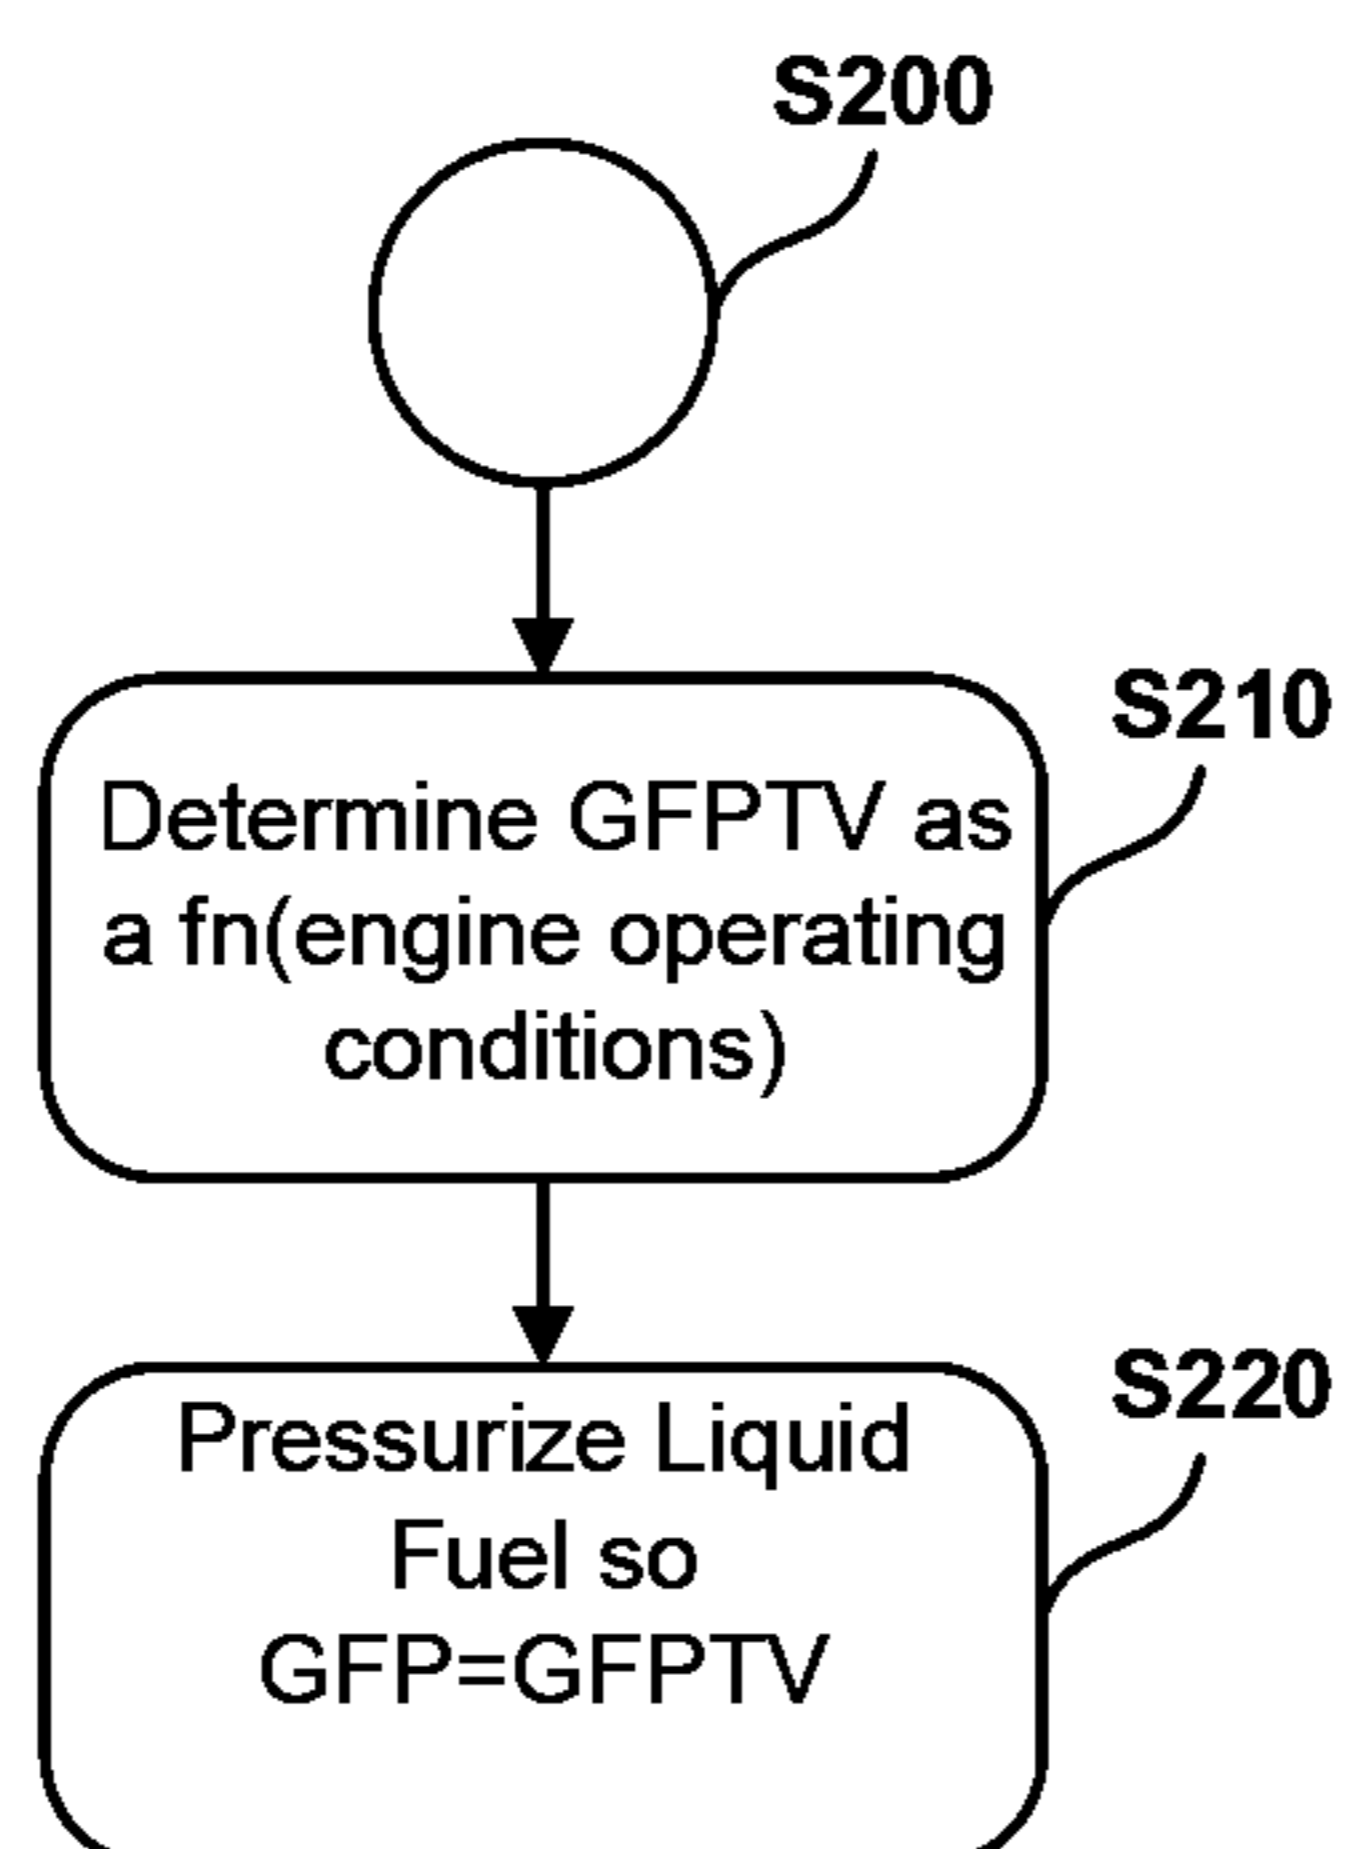 S200
S210
Determine GFPTV as
a fn(engine operating
conditions)
S220
Pressurize Liquid
Fuel so
GFP=GFPTV